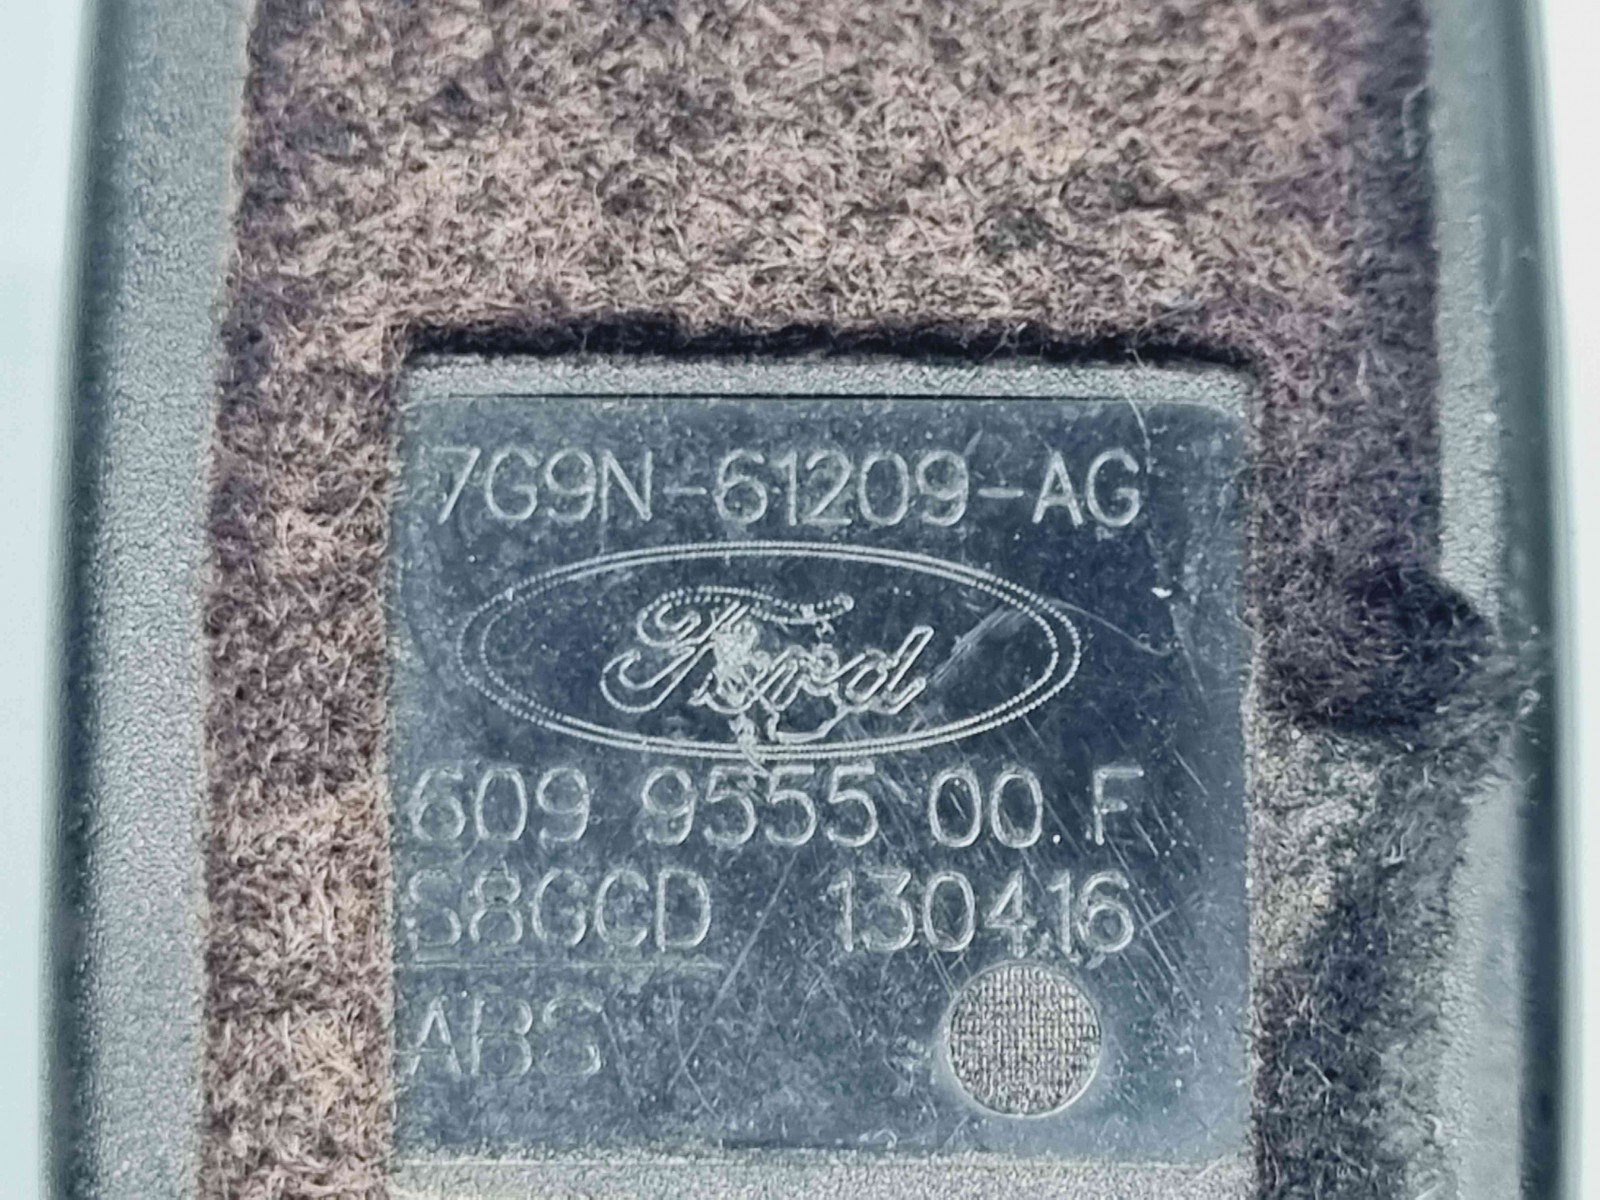 7G9N-61209-AG
Ford
609 9555 00.F
S8GCD 130416
ABS